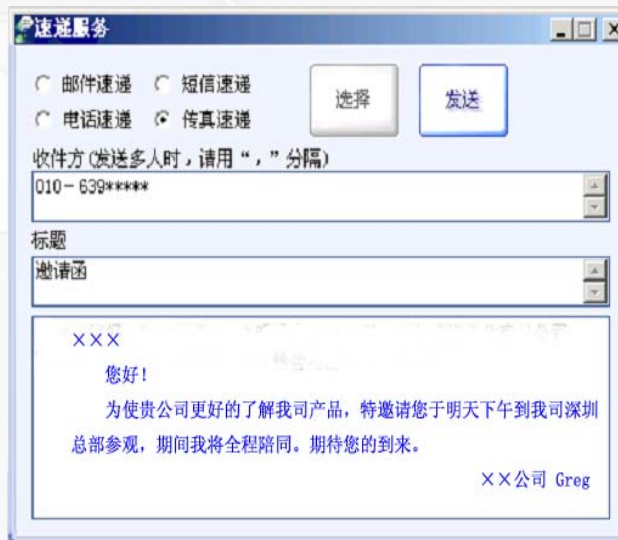 速递服务
邮件速递 短信速递
电话速递 传真速递
选择 发送
收件方(发送多人时，请用“，”分隔)
010-639*****
标题
邀请函
×××
您好!
为使贵公司更好的了解我司产品，特邀请您于明天下午到我司深圳
总部参观，期间我将全程陪同。期待您的到来。
××公司 Greg